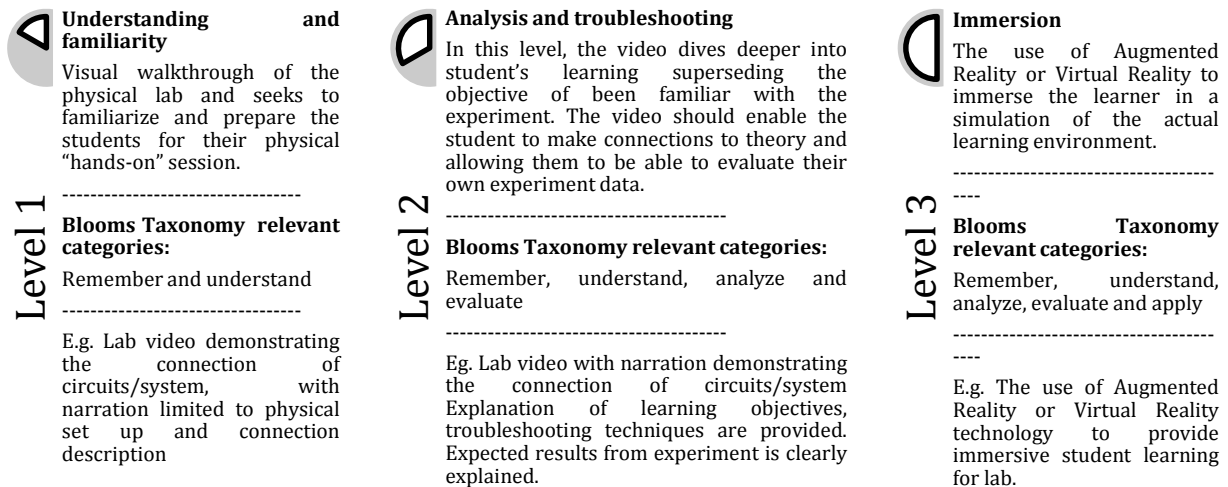 Level 1
Understanding and
familiarity
Visual walkthrough of the
physical lab and seeks to
familiarize and prepare the
students for their physical
“hands-on” session.
----------------------------------
Blooms Taxonomy relevant
categories:
Remember and understand
----------------------------------
E.g. Lab video demonstrating
the connection of
circuits/system, with
narration limited to physical
set up and connection
description
Level 2
Analysis and troubleshooting
In this level, the video dives deeper into
student’s learning superseding the
objective of been familiar with the
experiment. The video should enable the
student to make connections to theory and
allowing them to be able to evaluate their
own experiment data.
----------------------------------------
Blooms Taxonomy relevant categories:
Remember, understand, analyze and
evaluate
----------------------------------------
Eg. Lab video with narration demonstrating
the connection of circuits/system
Explanation of learning objectives,
troubleshooting techniques are provided.
Expected results from experiment is clearly
explained.
Level 3
Immersion
The use of Augmented
Reality or Virtual Reality to
immerse the learner in a
simulation of the actual
learning environment.
-------------------------------------
----
Blooms Taxonomy
relevant categories:
Remember, understand,
analyze, evaluate and apply
-------------------------------------
----
E.g. The use of Augmented
Reality or Virtual Reality
technology to provide
immersive student learning
for lab.